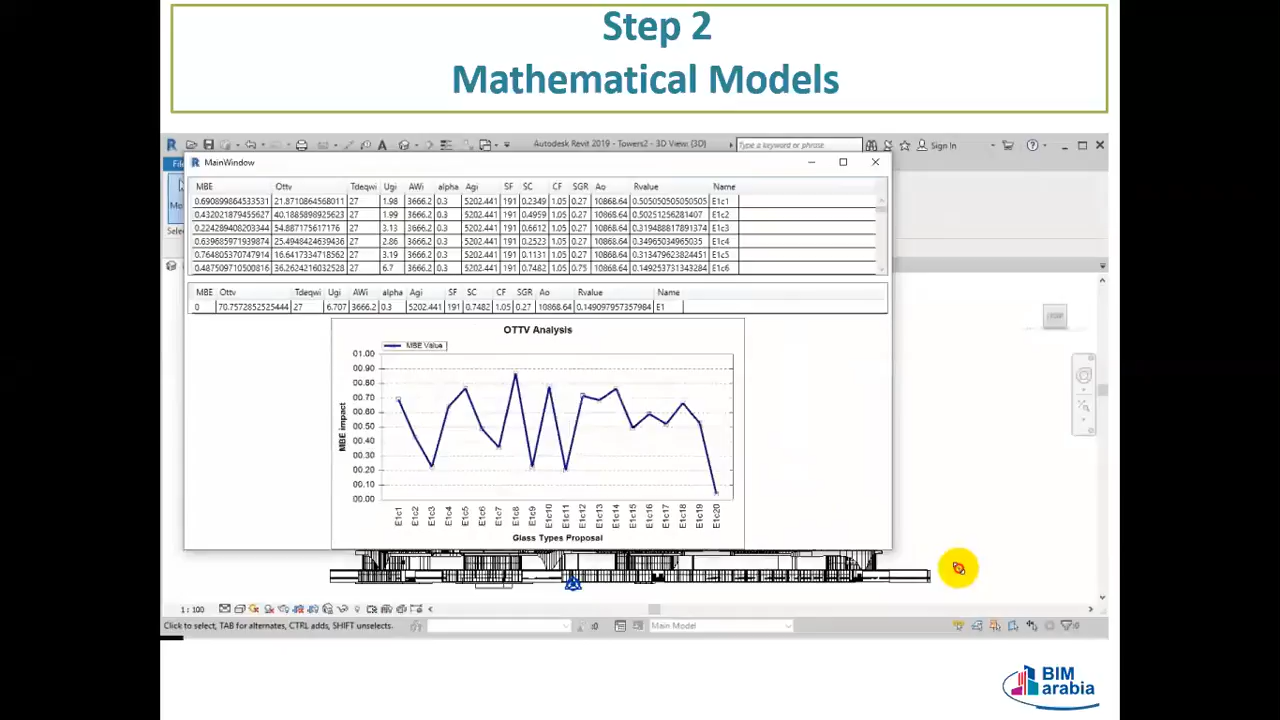 Step 2
Mathematical Models
Autodesk Revit 2019 - Towers2 - 3D View: {3D}
Type a keyword or phrase
Sign In
MainWindow
MBE Ottv Tdeqwi Ugi AWi alpha Agi SF SC CF SGR Ao Rvalue Name
0.690899864533531 21.8710864568011 27 1.98 3666.2 0.3 5202.441 191 0.2349 1.05 0.27 10868.64 0.505050505050505 E1c1
0.432021879455627 40.1885898925623 27 1.99 3666.2 0.3 5202.441 191 0.4959 1.05 0.27 10868.64 0.50251256281407 E1c2
0.224289408203344 54.887175617176 27 3.13 3666.2 0.3 5202.441 191 0.6612 1.05 0.27 10868.64 0.319488817891374 E1c3
0.639685971939874 25.4948424639436 27 2.86 3666.2 0.3 5202.441 191 0.2523 1.05 0.27 10868.64 0.34965034965035 E1c4
0.764805370747914 16.6417334718562 27 3.19 3666.2 0.3 5202.441 191 0.1131 1.05 0.27 10868.64 0.313479623824451 E1c5
0.487509710500816 36.2624216032528 27 6.7 3666.2 0.3 5202.441 191 0.7482 1.05 0.75 10868.64 0.149253731343284 E1c6
MBE Ottv Tdeqwi Ugi AWi alpha Agi SF SC CF SGR Ao Rvalue Name
0 70.7572852525444 27 6.707 3666.2 0.3 5202.441 191 0.7482 1.05 0.27 10868.64 0.149097957357984 E1
OTTV Analysis
MBE Value
01.00
00.90
00.80
00.70
00.60
00.50
00.40
00.30
00.20
00.10
00.00
MBE impact
E1c1 E1c2 E1c3 E1c4 E1c5 E1c6 E1c7 E1c8 E1c9 E1c10 E1c11 E1c12 E1c13 E1c14 E1c15 E1c16 E1c17 E1c18 E1c19 E1c20
Glass Types Proposal
1 : 100
Click to select, TAB for alternates, CTRL adds, SHIFT unselects.
:0
Main Model
:0
BIM
arabia